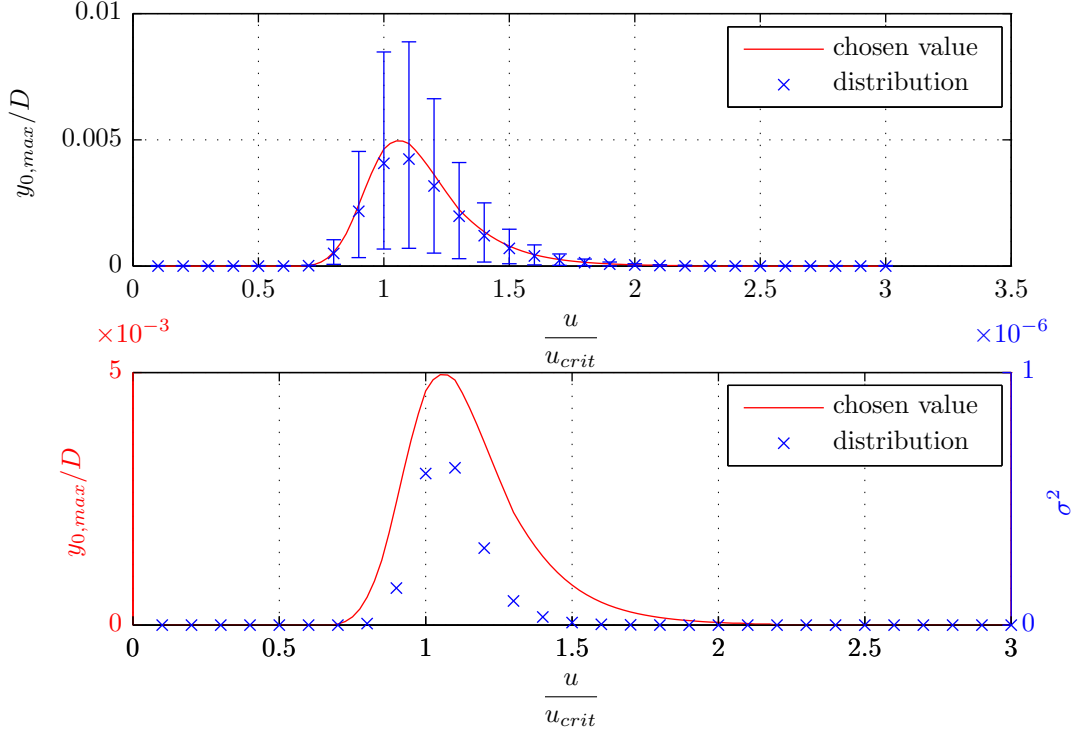 0.01
0.005
0
y0,max/D
chosen value
distribution
0 0.5 1 1.5 2 2.5 3 3.5
u
ucrit
×10−3
×10−6
5
0
y0,max/D
chosen value
distribution
1
0
σ2
0 0.5 1 1.5 2 2.5 3
u
ucrit